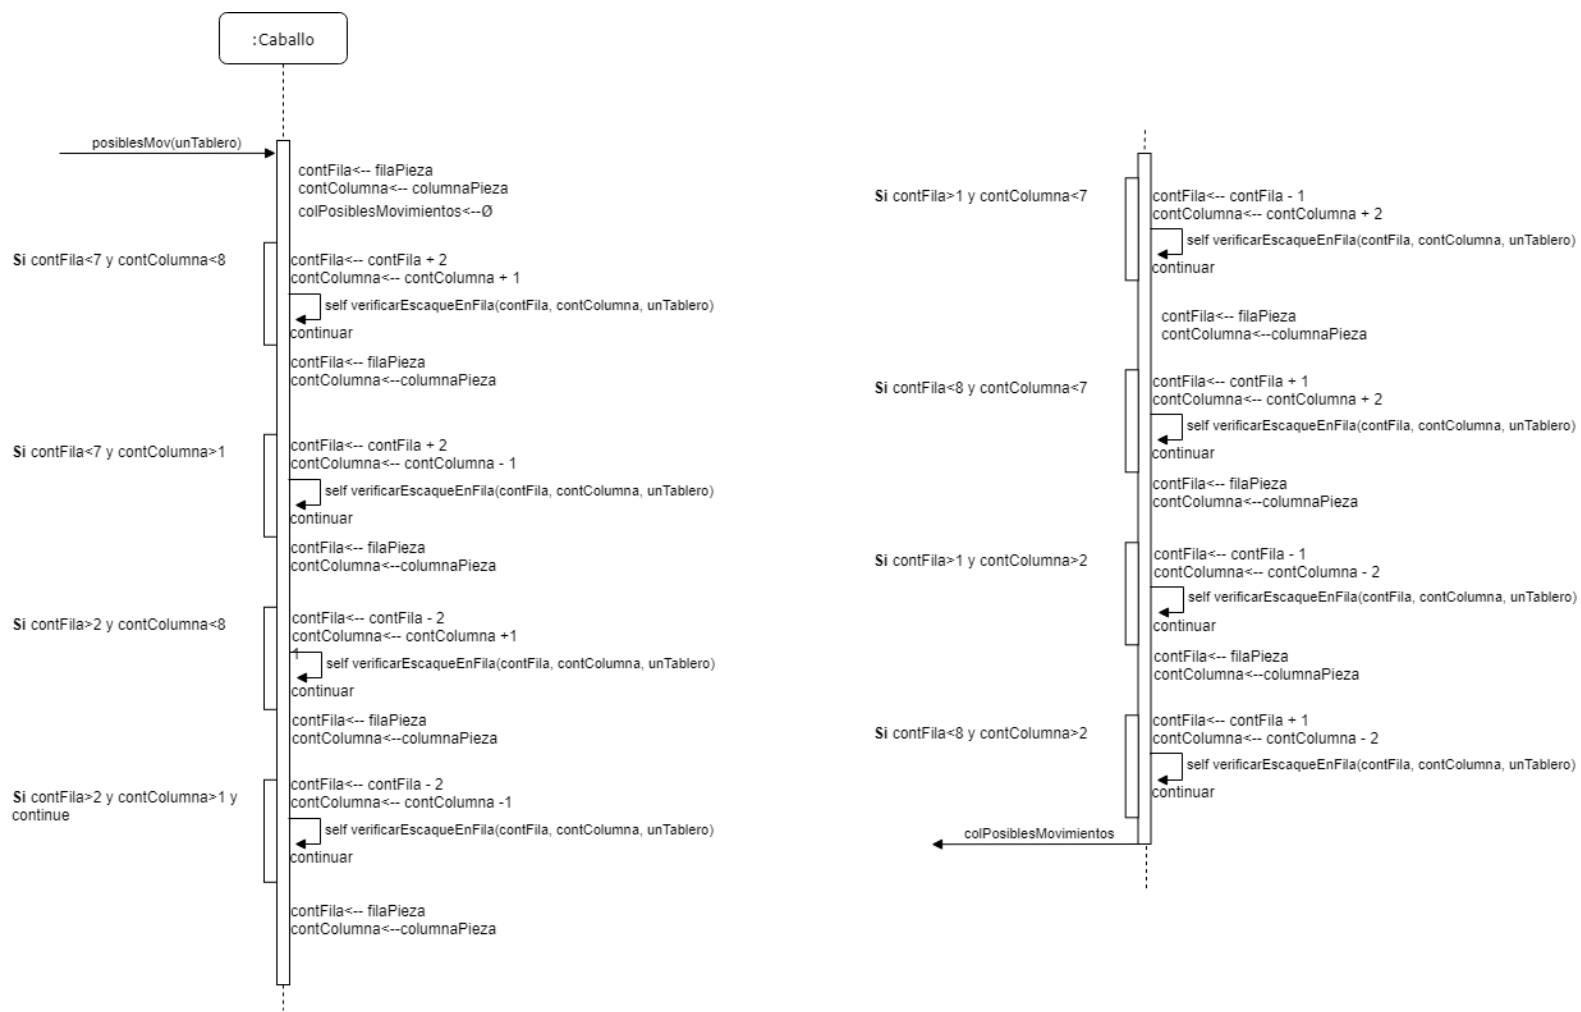 :Caballo
posiblesMov(unTablero)
contFila<-- filaPieza
contColumna<-- columnaPieza
colPosiblesMovimientos<--Ø
Si contFila<7 y contColumna<8
contFila<-- contFila + 2
contColumna<-- contColumna + 1
self verificarEscaqueEnFila(contFila, contColumna, unTablero)
continuar
contFila<-- filaPieza
contColumna<--columnaPieza
Si contFila<7 y contColumna>1
contFila<-- contFila + 2
contColumna<-- contColumna - 1
self verificarEscaqueEnFila(contFila, contColumna, unTablero)
continuar
contFila<-- filaPieza
contColumna<--columnaPieza
Si contFila>2 y contColumna<8
contFila<-- contFila - 2
contColumna<-- contColumna +1
1
self verificarEscaqueEnFila(contFila, contColumna, unTablero)
continuar
contFila<-- filaPieza
contColumna<--columnaPieza
Si contFila>2 y contColumna>1 y
continue
contFila<-- contFila - 2
contColumna<-- contColumna -1
self verificarEscaqueEnFila(contFila, contColumna, unTablero)
continuar
contFila<-- filaPieza
contColumna<--columnaPieza
Si contFila>1 y contColumna<7
contFila<-- contFila - 1
contColumna<-- contColumna + 2
self verificarEscaqueEnFila(contFila, contColumna, unTablero)
continuar
contFila<-- filaPieza
contColumna<--columnaPieza
Si contFila<8 y contColumna<7
contFila<-- contFila + 1
contColumna<-- contColumna + 2
self verificarEscaqueEnFila(contFila, contColumna, unTablero)
continuar
contFila<-- filaPieza
contColumna<--columnaPieza
Si contFila>1 y contColumna>2
contFila<-- contFila - 1
contColumna<-- contColumna - 2
self verificarEscaqueEnFila(contFila, contColumna, unTablero)
continuar
contFila<-- filaPieza
contColumna<--columnaPieza
Si contFila<8 y contColumna>2
contFila<-- contFila + 1
contColumna<-- contColumna - 2
self verificarEscaqueEnFila(contFila, contColumna, unTablero)
continuar
colPosiblesMovimientos